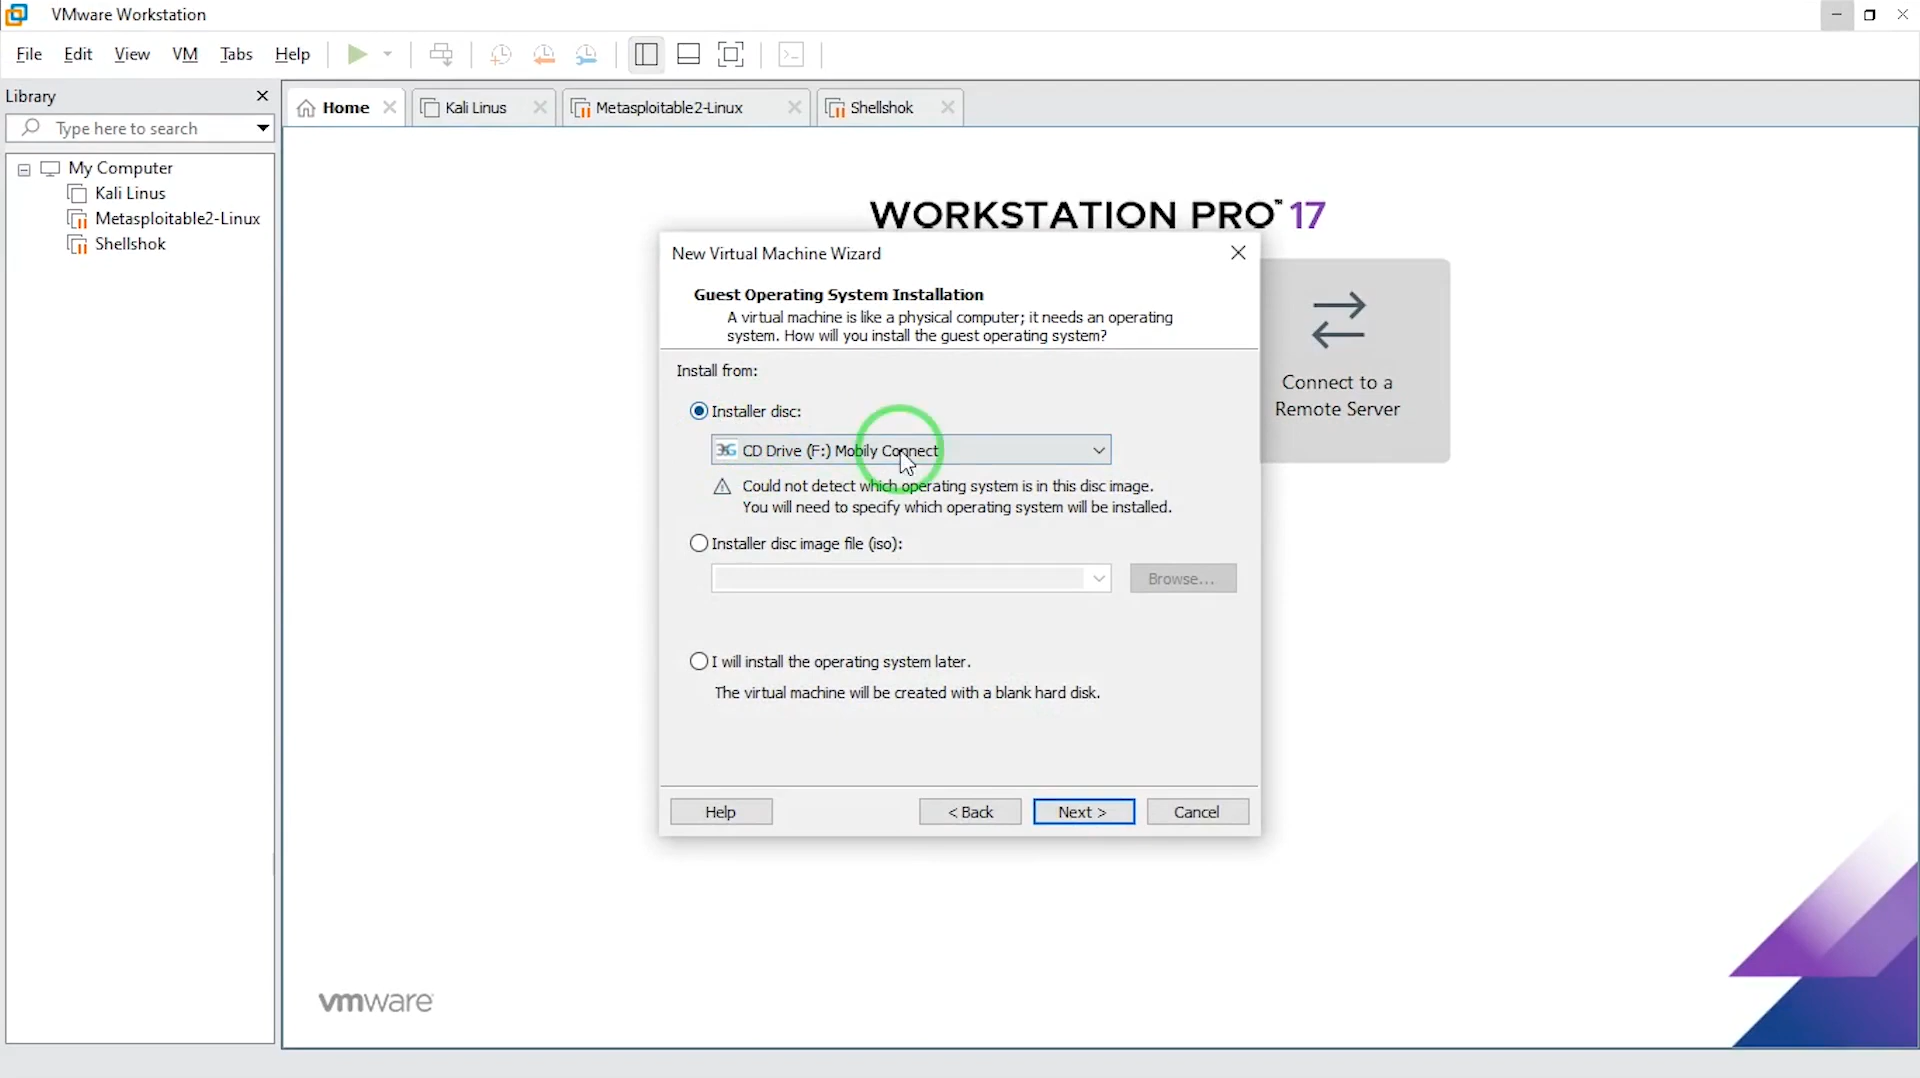 VMware Workstation
File Edit View VM Tabs Help
Library
Type here to search
My Computer
Kali Linus
Metasploitable2-Linux
Shellshok
Home
Kali Linus
Metasploitable2-Linux
Shellshok
WORKSTATION PRO™ 17
New Virtual Machine Wizard
Guest Operating System Installation
A virtual machine is like a physical computer; it needs an operating
system. How will you install the guest operating system?
Install from:
Installer disc:
CD Drive (F:) Mobily Connect
Could not detect which operating system is in this disc image.
You will need to specify which operating system will be installed.
Installer disc image file (iso):
Browse...
I will install the operating system later.
The virtual machine will be created with a blank hard disk.
Help
< Back
Next >
Cancel
Connect to a
Remote Server
vmware